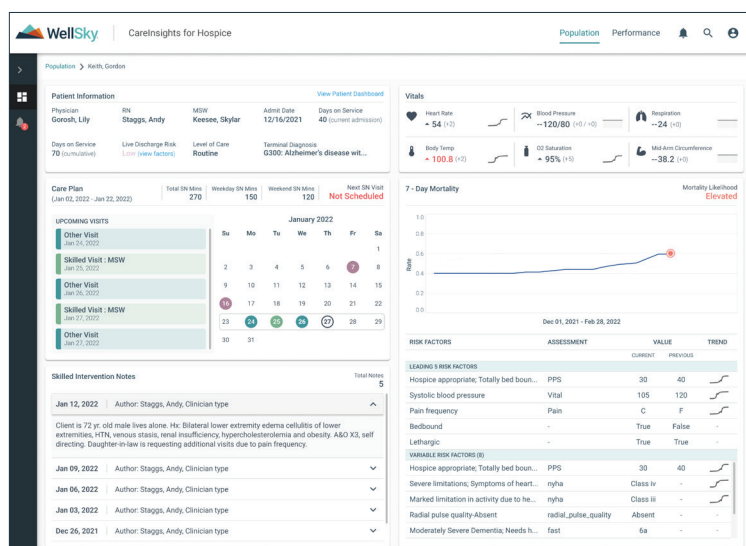 WellSky
CareInsights for Hospice
Population
Performance
Population > Keith, Gordon
2
Patient Information
View Patient Dashboard
Physician
Gorosh, Lily
RN
Staggs, Andy
MSW
Keesee, Skylar
Admit Date
12/16/2021
Days on Service
40 (current admission)
Days on Service
70 (cumulative)
Live Discharge Risk
Low (view factors)
Level of Care
Routine
Terminal Diagnosis
G300: Alzheimer's disease wit...
Vitals
Heart Rate
54 (+2)
Blood Pressure
--120/80 (+0 / +0)
Respiration
--24 (+0)
Body Temp
100.8 (+2)
O2 Saturation
95% (+5)
Mid-Arm Circumference
--38.2 (+0)
Care Plan
(Jan 02, 2022 - Jan 22, 2022)
Total SN Mins
270
Weekday SN Mins
150
Weekend SN Mins
120
Next SN Visit
Not Scheduled
UPCOMING VISITS
Other Visit
Jan 24, 2022
Skilled Visit : MSW
Jan 25, 2022
Other Visit
Jan 26, 2022
Skilled Visit : MSW
Jan 27, 2022
Other Visit
Jan 27, 2022
January 2022
Su Mo Tu We Th Fr Sa
1
2 3 4 5 6 7 8
9 10 11 12 13 14 15
16 17 18 19 20 21 22
23 24 25 26 27 28 29
30 31
7 - Day Mortality
Mortality Likelihood
Elevated
1.0
0.8
0.6
0.4
0.2
0.0
Rate
Dec 01, 2021 - Feb 28, 2022
RISK FACTORS ASSESSMENT VALUE TREND
CURRENT PREVIOUS
LEADING 5 RISK FACTORS
Hospice appropriate; Totally bed boun... PPS 30 40
Systolic blood pressure Vital 105 120
Pain frequency Pain C F
Bedbound - True False -
Lethargic - True True -
VARIABLE RISK FACTORS (8)
Hospice appropriate; Totally bed boun... PPS 30 40
Severe limitations; Symptoms of heart... nyha Class iv -
Marked limitation in activity due to he... nyha Class iii -
Radial pulse quality-Absent radial_pulse_quality Absent - -
Moderately Severe Dementia; Needs h... fast 6a - -
Skilled Intervention Notes
Total Notes
5
Jan 12, 2022 Author: Staggs, Andy, Clinician type
Client is 72 yr. old male lives alone. Hx: Bilateral lower extremity edema cellulitis of lower
extremities, HTN, venous stasis, renal insufficiency, hypercholesterolemia and obesity. A&O X3, self
directing. Daughter-in-law is requesting additional visits due to pain frequency.
Jan 09, 2022 Author: Staggs, Andy, Clinician type
Jan 06, 2022 Author: Staggs, Andy, Clinician type
Jan 03, 2022 Author: Staggs, Andy, Clinician type
Dec 26, 2021 Author: Staggs, Andy, Clinician type